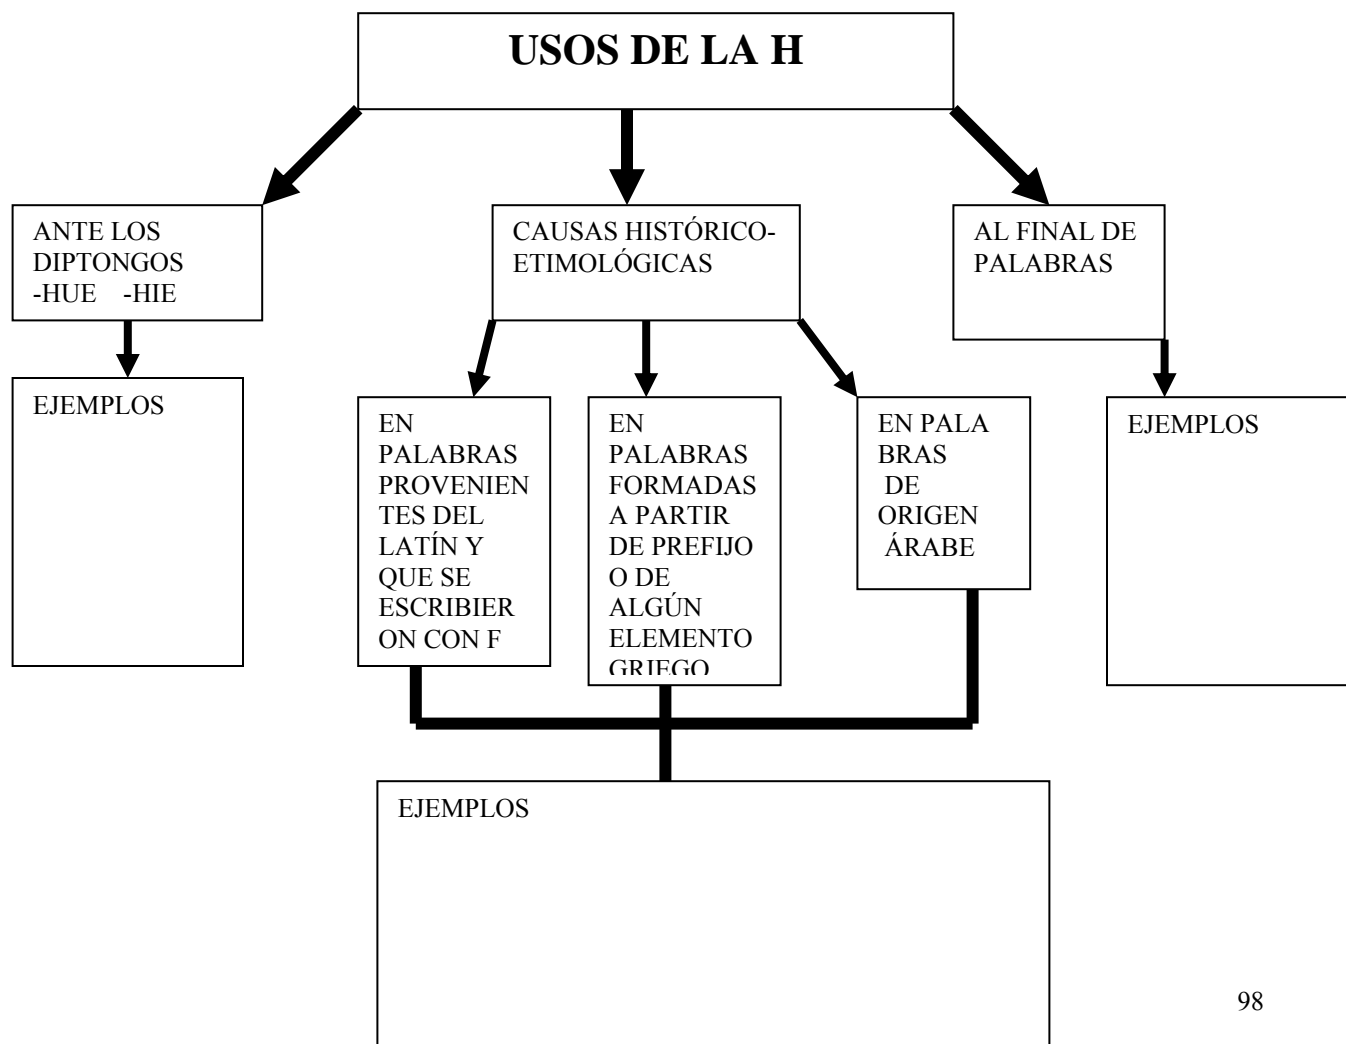 USOS DE LA H
ANTE LOS
DIPTONGOS
-HUE -HIE
CAUSAS HISTÓRICO-
ETIMOLÓGICAS
AL FINAL DE
PALABRAS
EJEMPLOS
EN
PALABRAS
PROVENIEN
TES DEL
LATÍN Y
QUE SE
ESCRIBIER
ON CON F
EN
PALABRAS
FORMADAS
A PARTIR
DE PREFIJO
O DE
ALGÚN
ELEMENTO
GRIEGO
EN PALA
BRAS
DE
ORIGEN
ÁRABE
EJEMPLOS
EJEMPLOS
98